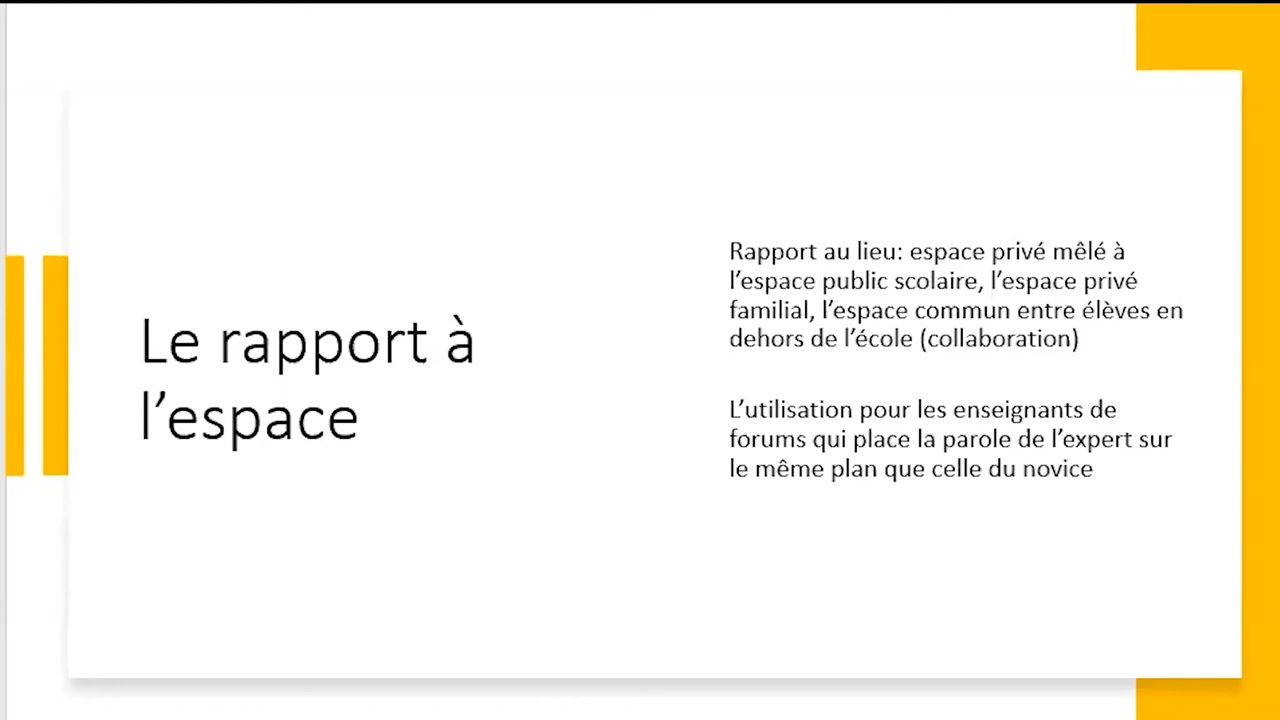 Le rapport à
l’espace
Rapport au lieu: espace privé mêlé à
l’espace public scolaire, l’espace privé
familial, l’espace commun entre élèves en
dehors de l’école (collaboration)
L’utilisation pour les enseignants de
forums qui place la parole de l’expert sur
le même plan que celle du novice